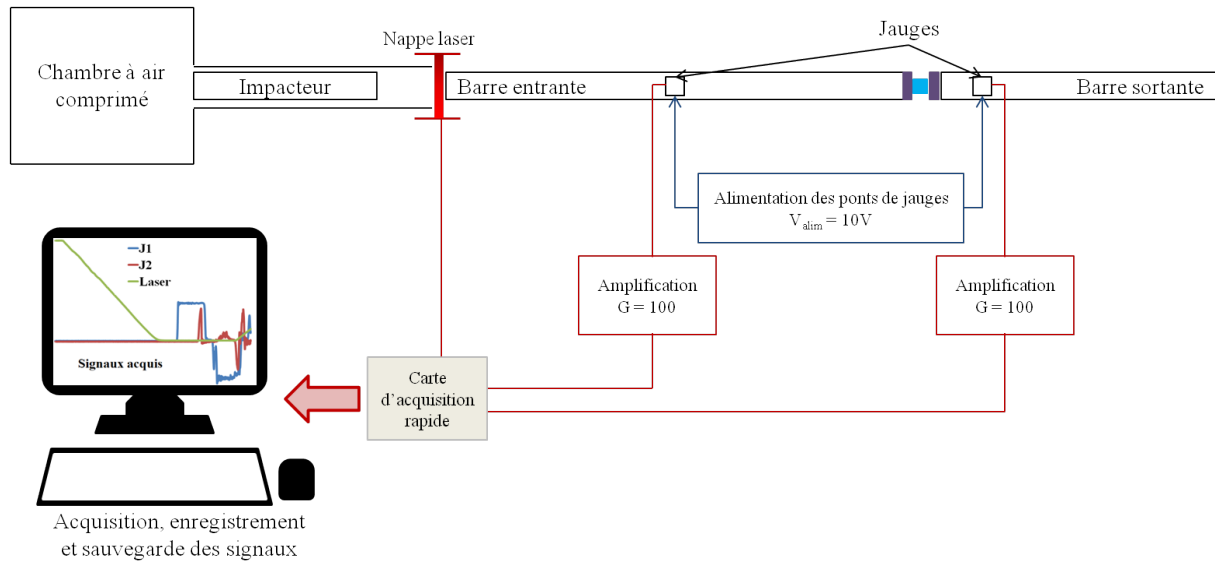 Chambre à air
comprimé
Impacteur
Nappe laser
Barre entrante
Jauges
Barre sortante
Alimentation des ponts de jauges
Valim = 10V
Amplification
G = 100
Amplification
G = 100
J1
J2
Laser
Signaux acquis
Carte
d’acquisition
rapide
Acquisition, enregistrement
et sauvegarde des signaux